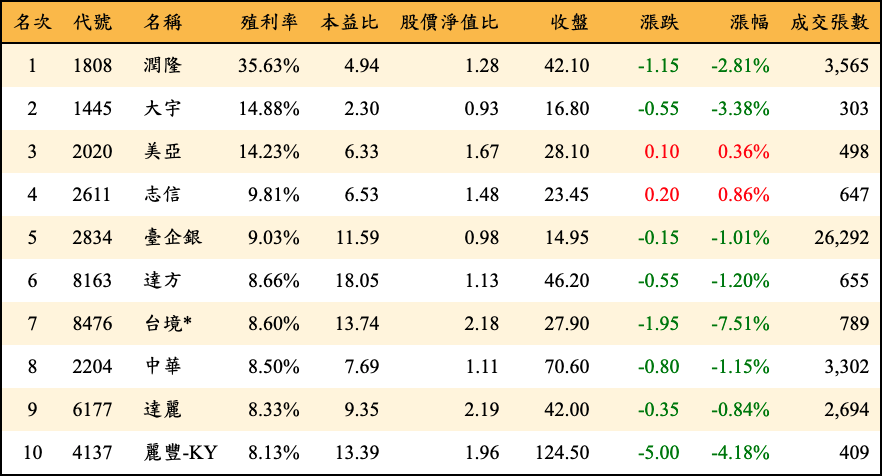 名次 代號 名稱 殖利率 本益比 股價淨值比 收盤 漲跌 漲幅 成交張數
1 1808 潤隆 35.63% 4.94 1.28 42.10 -1.15 -2.81% 3,565
2 1445 大宇 14.88% 2.30 0.93 16.80 -0.55 -3.38% 303
3 2020 美亞 14.23% 6.33 1.67 28.10 0.10 0.36% 498
4 2611 志信 9.81% 6.53 1.48 23.45 0.20 0.86% 647
5 2834 臺企銀 9.03% 11.59 0.98 14.95 -0.15 -1.01% 26,292
6 8163 達方 8.66% 18.05 1.13 46.20 -0.55 -1.20% 655
7 8476 台境* 8.60% 13.74 2.18 27.90 -1.95 -7.51% 789
8 2204 中華 8.50% 7.69 1.11 70.60 -0.80 -1.15% 3,302
9 6177 達麗 8.33% 9.35 2.19 42.00 -0.35 -0.84% 2,694
10 4137 麗豐-KY 8.13% 13.39 1.96 124.50 -5.00 -4.18% 409